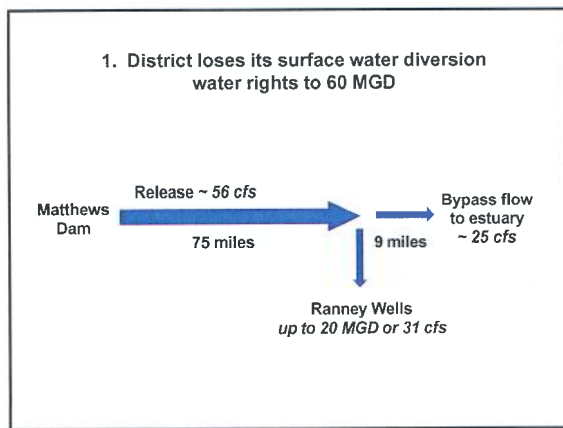 1. District loses its surface water diversion
water rights to 60 MGD
Release ~ 56 cfs
Matthews
Dam
75 miles
9 miles
Bypass flow
to estuary
~ 25 cfs
Ranney Wells
up to 20 MGD or 31 cfs